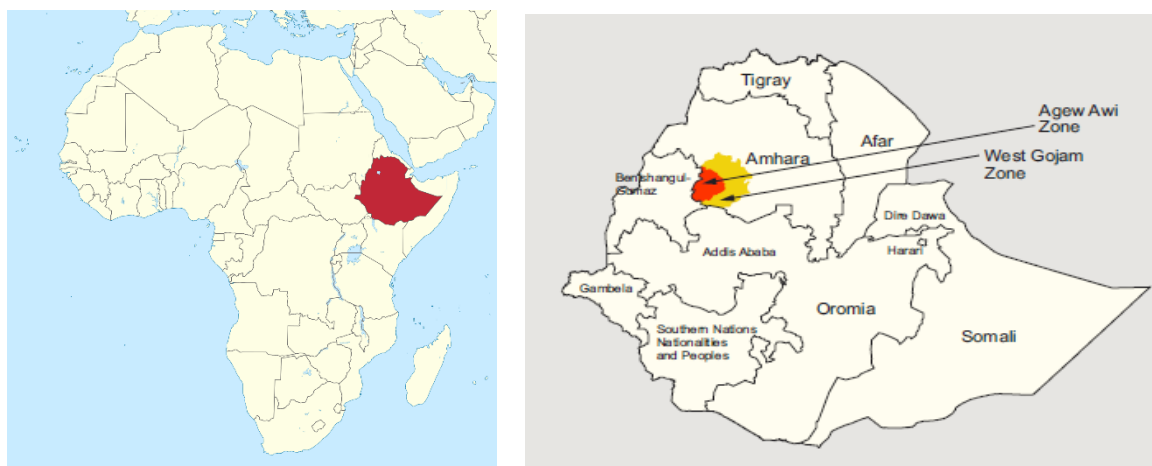 Tigray
Agew Awi
Zone
Afar
Amhara
West Gojam
Zone
Benishangul-
Gomaz
Dire Dawa
Addis Ababa
Harari
Gambela
Oromia
Southern Nations
Nationalities
and Peoples
Somali